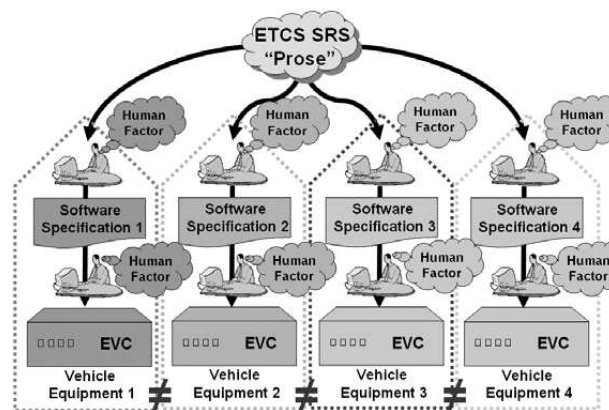 ETCS SRS
“Prose”
Human
Factor
Human
Factor
Human
Factor
Human
Factor
Software
Specification 1
Software
Specification 2
Software
Specification 3
Software
Specification 4
Human
Factor
Human
Factor
Human
Factor
Human
Factor
EVC
EVC
EVC
EVC
Vehicle
Equipment 1
≠
Vehicle
Equipment 2
≠
Vehicle
Equipment 3
≠
Vehicle
Equipment 4